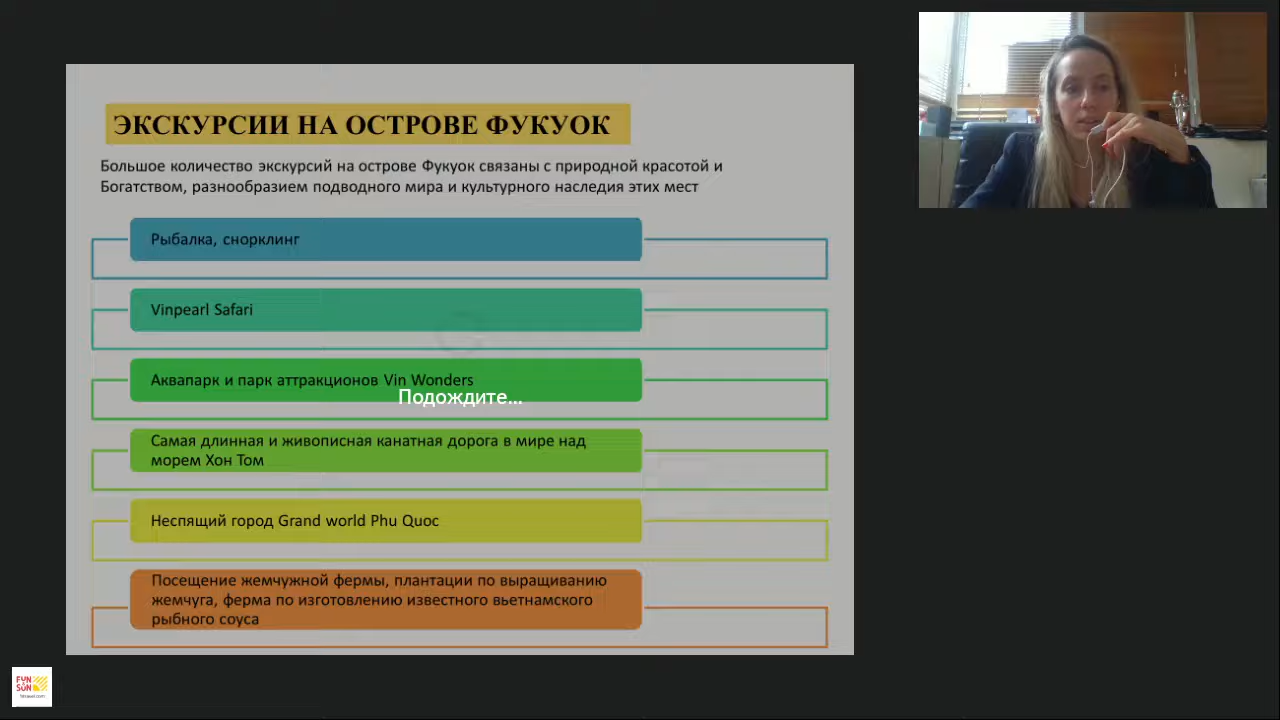 ЭКСКУРСИИ НА ОСТРОВЕ ФУКУОК
Большое количество экскурсий на острове Фукуок связаны с природной красотой и
Богатством, разнообразием подводного мира и культурного наследия этих мест
Рыбалка, снорклинг
Vinpearl Safari
Аквапарк и парк аттракционов Vin Wonders
Подождите...
Самая длинная и живописная канатная дорога в мире над
морем Хон Том
Неспящий город Grand world Phu Quoc
Посещение жемчужной фермы, плантации по выращиванию
жемчуга, ферма по изготовлению известного вьетнамского
рыбного соуса
FUN
&SUN